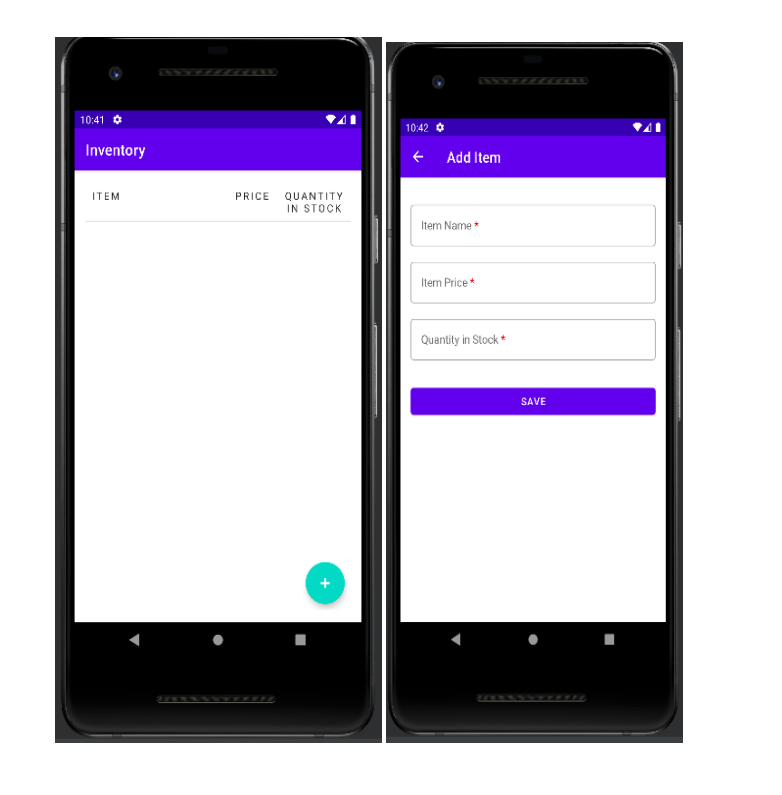 10:41
Inventory
ITEM PRICE QUANTITY
IN STOCK
+
10:42
Add Item
Item Name *
Item Price *
Quantity in Stock *
SAVE